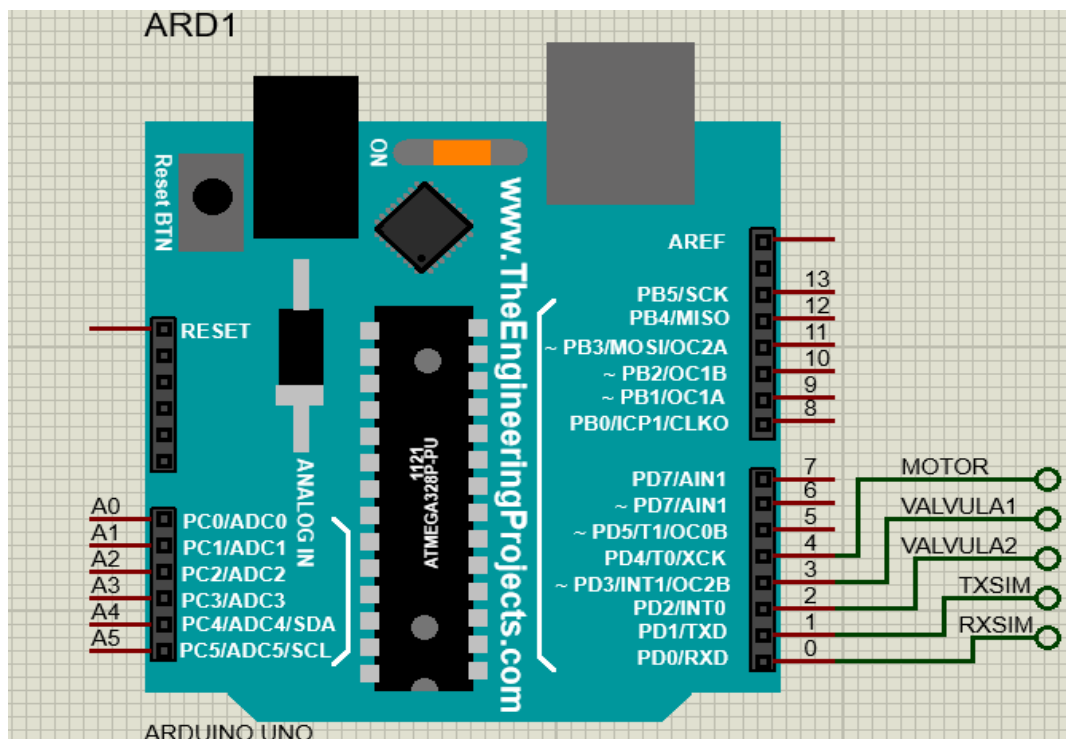 ARD1
Reset BTN
ON
www.TheEngineeringProjects.com
RESET
ANALOG IN
1121
ATMEGA328P-PU
A0
PC0/ADC0
A1
PC1/ADC1
A2
PC2/ADC2
A3
PC3/ADC3
A4
PC4/ADC4/SDA
A5
PC5/ADC5/SCL
AREF
PB5/SCK 13
PB4/MISO 12
~ PB3/MOSI/OC2A 11
~ PB2/OC1B 10
~ PB1/OC1A 9
PB0/ICP1/CLKO 8
PD7/AIN1 7
~ PD7/AIN1 6
~ PD5/T1/OC0B 5
PD4/T0/XCK 4
~ PD3/INT1/OC2B 3
PD2/INT0 2
PD1/TXD 1
PD0/RXD 0
MOTOR
VALVULA1
VALVULA2
TXSIM
RXSIM
ARDUINO UNO